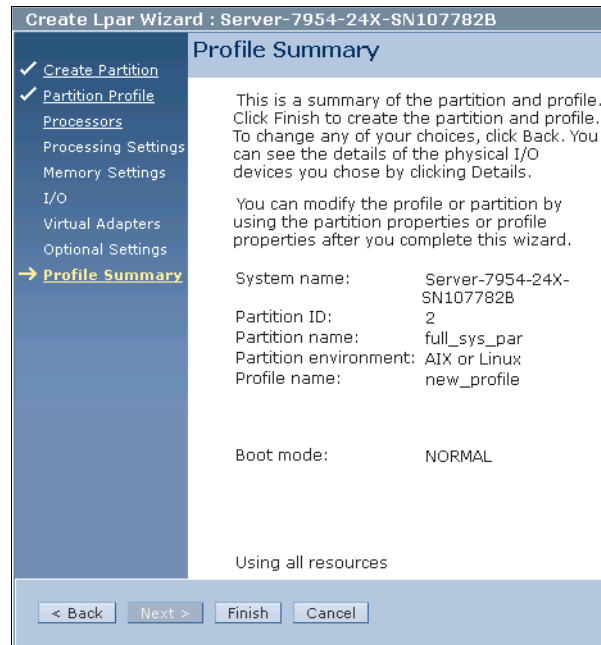 Create Lpar Wizard : Server-7954-24X-SN107782B
Create Partition
Partition Profile
Processors
Processing Settings
Memory Settings
I/O
Virtual Adapters
Optional Settings
Profile Summary
Profile Summary
This is a summary of the partition and profile.
Click Finish to create the partition and profile.
To change any of your choices, click Back. You
can see the details of the physical I/O
devices you chose by clicking Details.
You can modify the profile or partition by
using the partition properties or profile
properties after you complete this wizard.
System name: Server-7954-24X-
SN107782B
Partition ID: 2
Partition name: full_sys_par
Partition environment: AIX or Linux
Profile name: new_profile
Boot mode: NORMAL
Using all resources
< Back Next > Finish Cancel